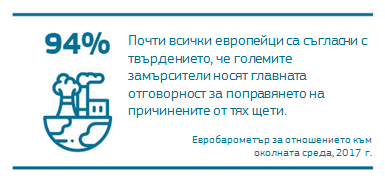 94%
Почти всички европейци са съгласни с
твърдението, че големите
замърсители носят главната
отговорност за поправянето на
причинените от тях щети.
Евробарометър за отношението към
околната среда, 2017 г.